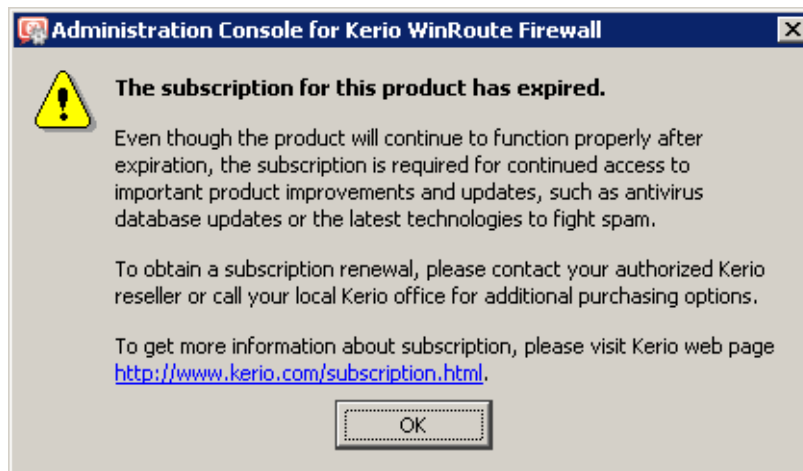 Administration Console for Kerio WinRoute Firewall
The subscription for this product has expired.
Even though the product will continue to function properly after
expiration, the subscription is required for continued access to
important product improvements and updates, such as antivirus
database updates or the latest technologies to fight spam.
To obtain a subscription renewal, please contact your authorized Kerio
reseller or call your local Kerio office for additional purchasing options.
To get more information about subscription, please visit Kerio web page
http://www.kerio.com/subscription.html.
OK